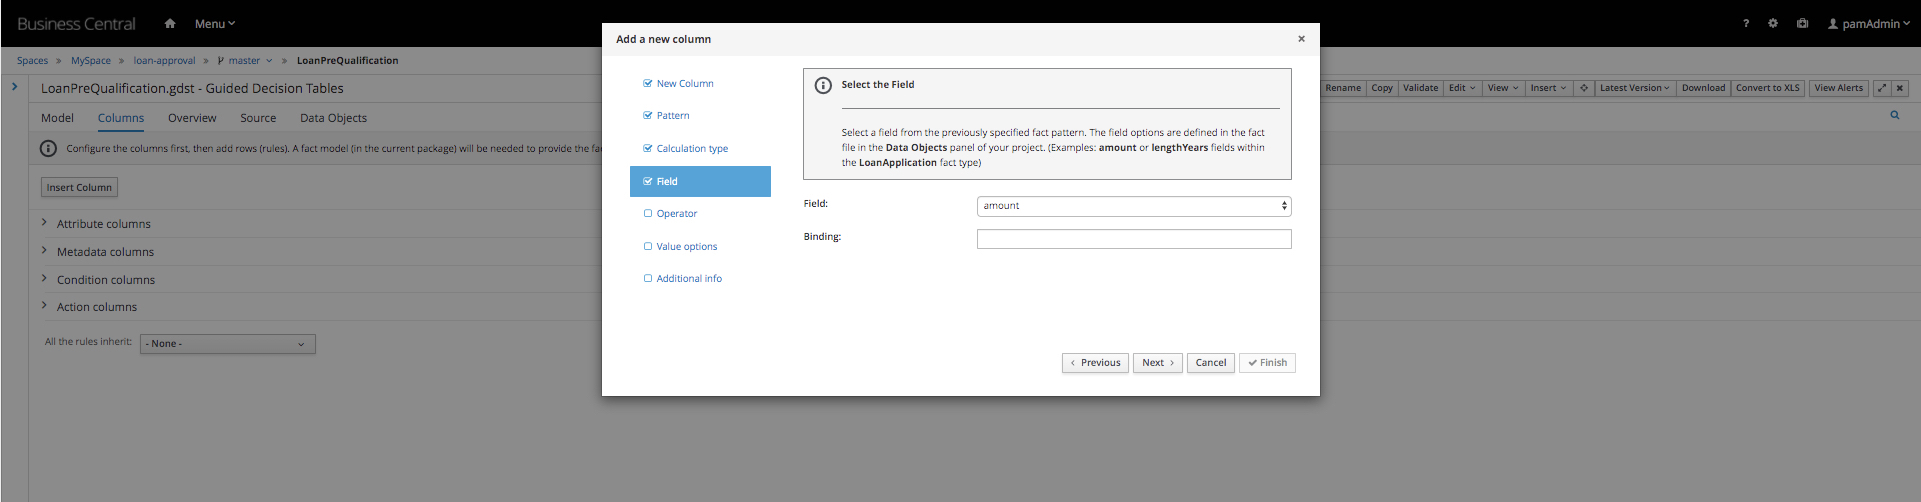 Business Central
Menu
? pamAdmin
Add a new column
×
Spaces » MySpace » loan-approval » master » LoanPreQualification
LoanPreQualification.gdst - Guided Decision Tables
Rename Copy Validate Edit View Insert Latest Version Download Convert to XLS View Alerts
Model Columns Overview Source Data Objects
Configure the columns first, then add rows (rules). A fact model (in the current package) will be needed to provide the fa
Insert Column
Attribute columns
Metadata columns
Condition columns
Action columns
All the rules inherit: - None -
New Column
Pattern
Calculation type
Field
Operator
Value options
Additional info
Select the Field
Select a field from the previously specified fact pattern. The field options are defined in the fact
file in the Data Objects panel of your project. (Examples: amount or lengthYears fields within
the LoanApplication fact type)
Field: amount
Binding:
Previous Next Cancel Finish